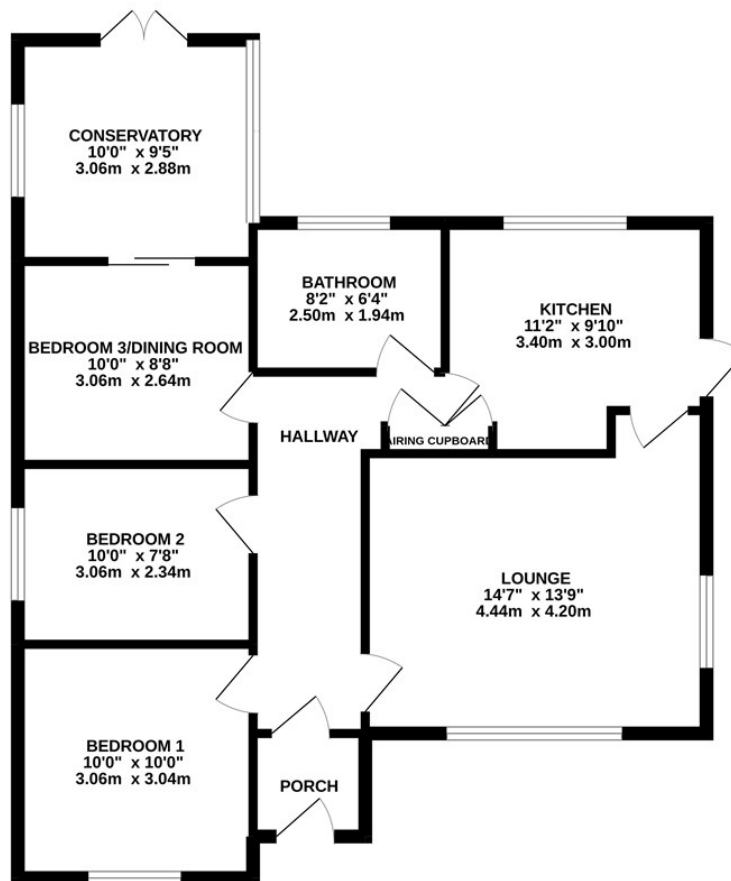 CONSERVATORY
10'0" x 9'5"
3.06m x 2.88m
BATHROOM
8'2" x 6'4"
2.50m x 1.94m
KITCHEN
11'2" x 9'10"
3.40m x 3.00m
BEDROOM 3/DINING ROOM
10'0" x 8'8"
3.06m x 2.64m
HALLWAY
AIRING CUPBOARD
BEDROOM 2
10'0" x 7'8"
3.06m x 2.34m
LOUNGE
14'7" x 13'9"
4.44m x 4.20m
BEDROOM 1
10'0" x 10'0"
3.06m x 3.04m
PORCH